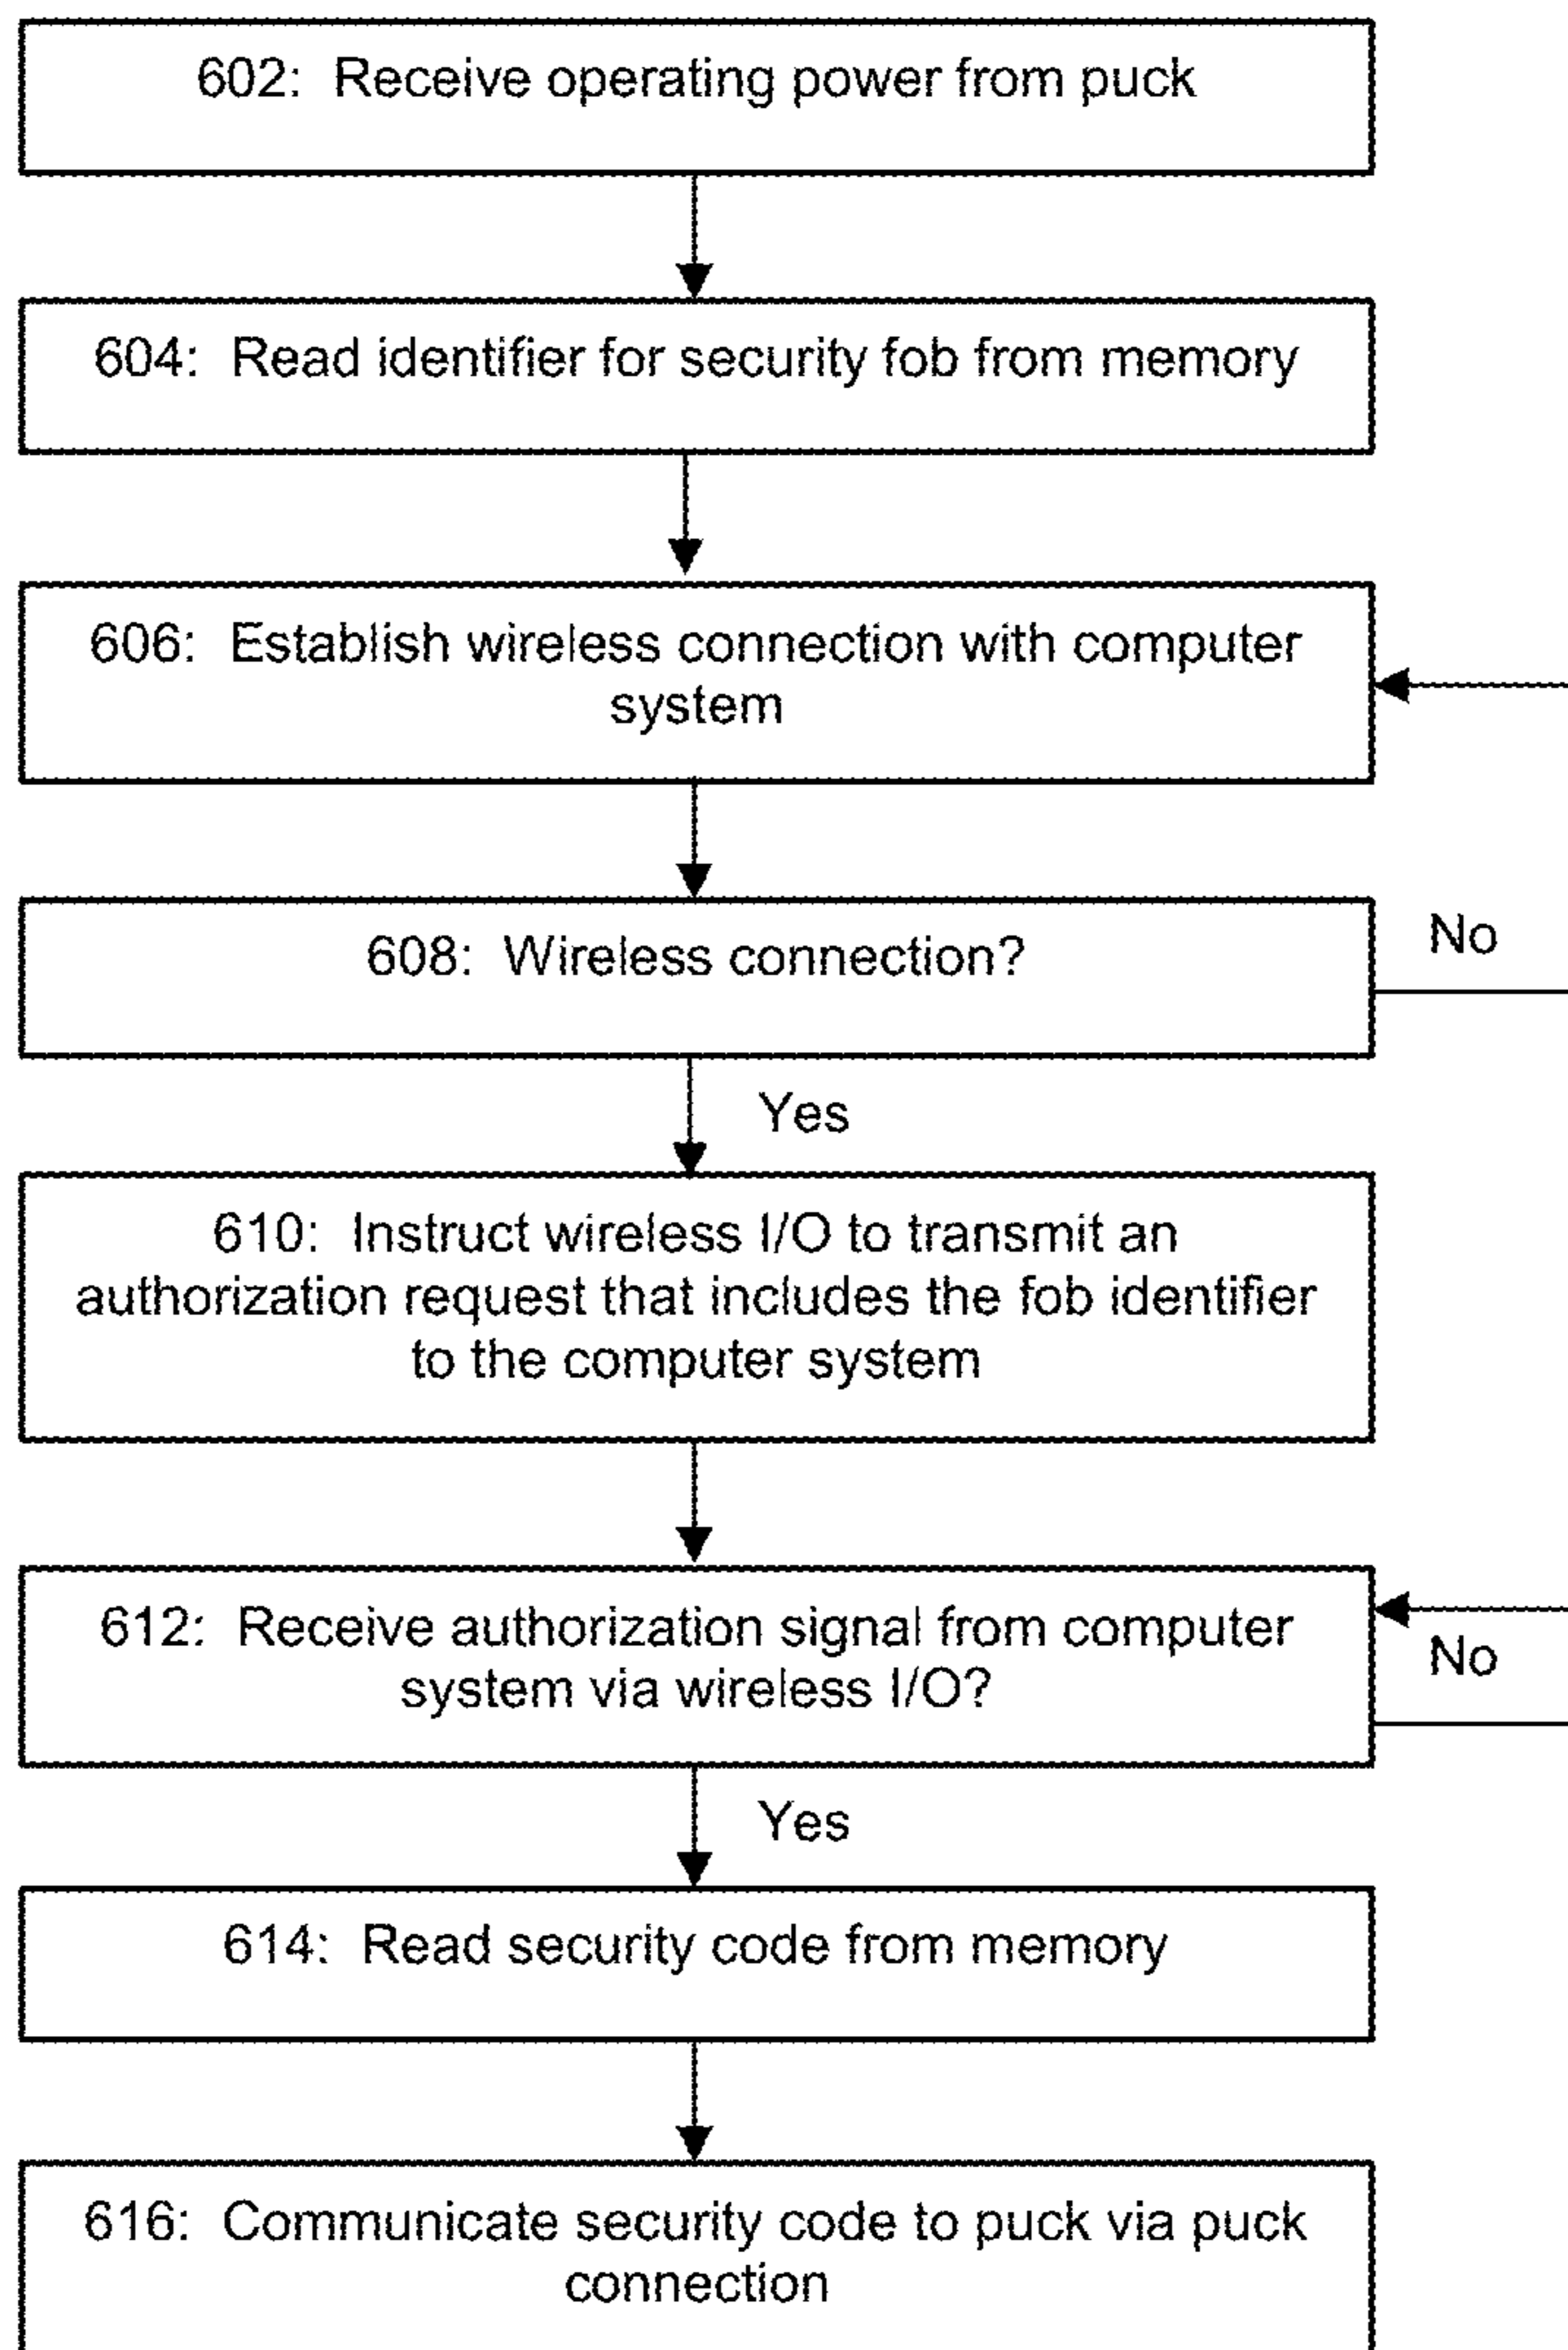 602: Receive operating power from puck
604: Read identifier for security fob from memory
606: Establish wireless connection with computer
system
608: Wireless connection?
No
Yes
610: Instruct wireless I/O to transmit an
authorization request that includes the fob identifier
to the computer system
612: Receive authorization signal from computer
system via wireless I/O?
No
Yes
614: Read security code from memory
616: Communicate security code to puck via puck
connection